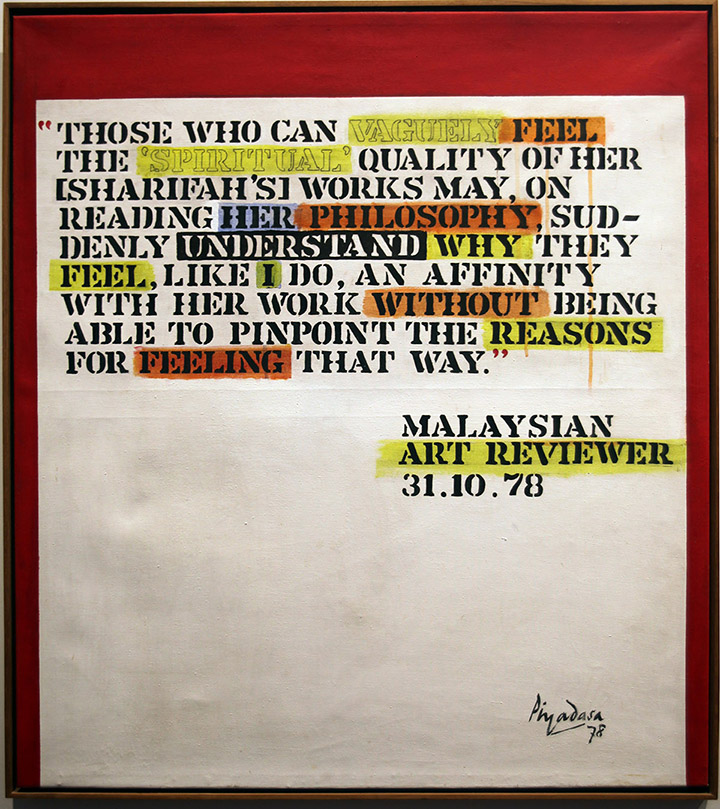 "THOSE WHO CAN VAGUELY FEEL
THE 'SPIRITUAL' QUALITY OF HER
[SHARIFAH'S] WORKS MAY, ON
READING HER PHILOSOPHY, SUD-
DENLY UNDERSTAND WHY THEY
FEEL, LIKE I DO, AN AFFINITY
WITH HER WORK WITHOUT BEING
ABLE TO PINPOINT THE REASONS
FOR FEELING THAT WAY."
MALAYSIAN
ART REVIEWER
31.10.78
Piyadasa
78